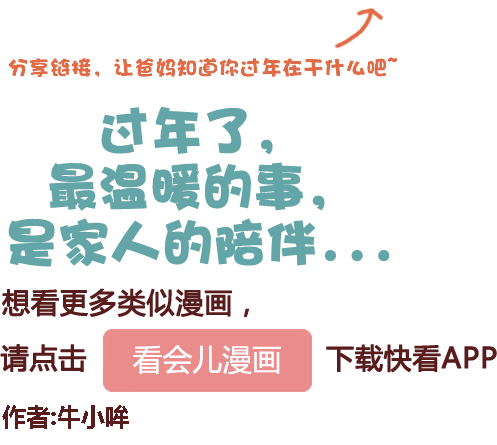 分享链接，让爸妈知道你过年在干什么吧~
过年了，
最温暖的事，
是家人的陪伴...
想看更多类似漫画，
请点击 看会儿漫画 下载快看APP
作者:牛小哞